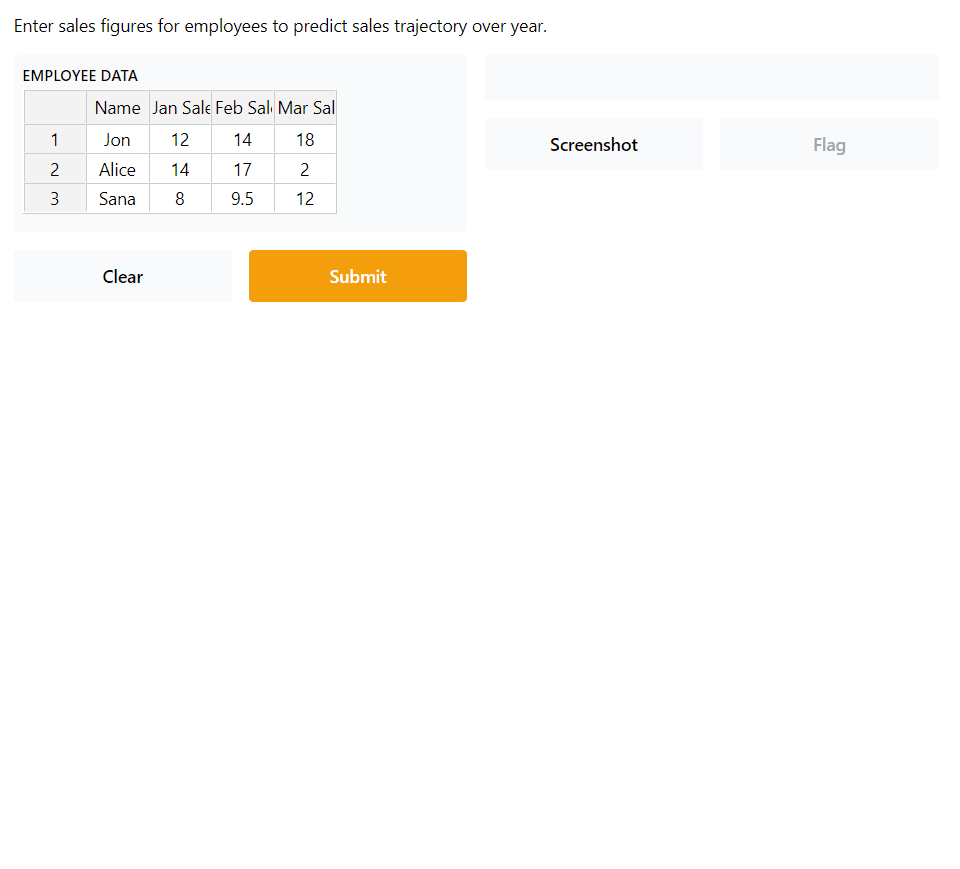 Enter sales figures for employees to predict sales trajectory over year.
EMPLOYEE DATA
Name Jan Sale Feb Sal Mar Sal
1 Jon 12 14 18
2 Alice 14 17 2
3 Sana 8 9.5 12
Clear Submit
Screenshot Flag